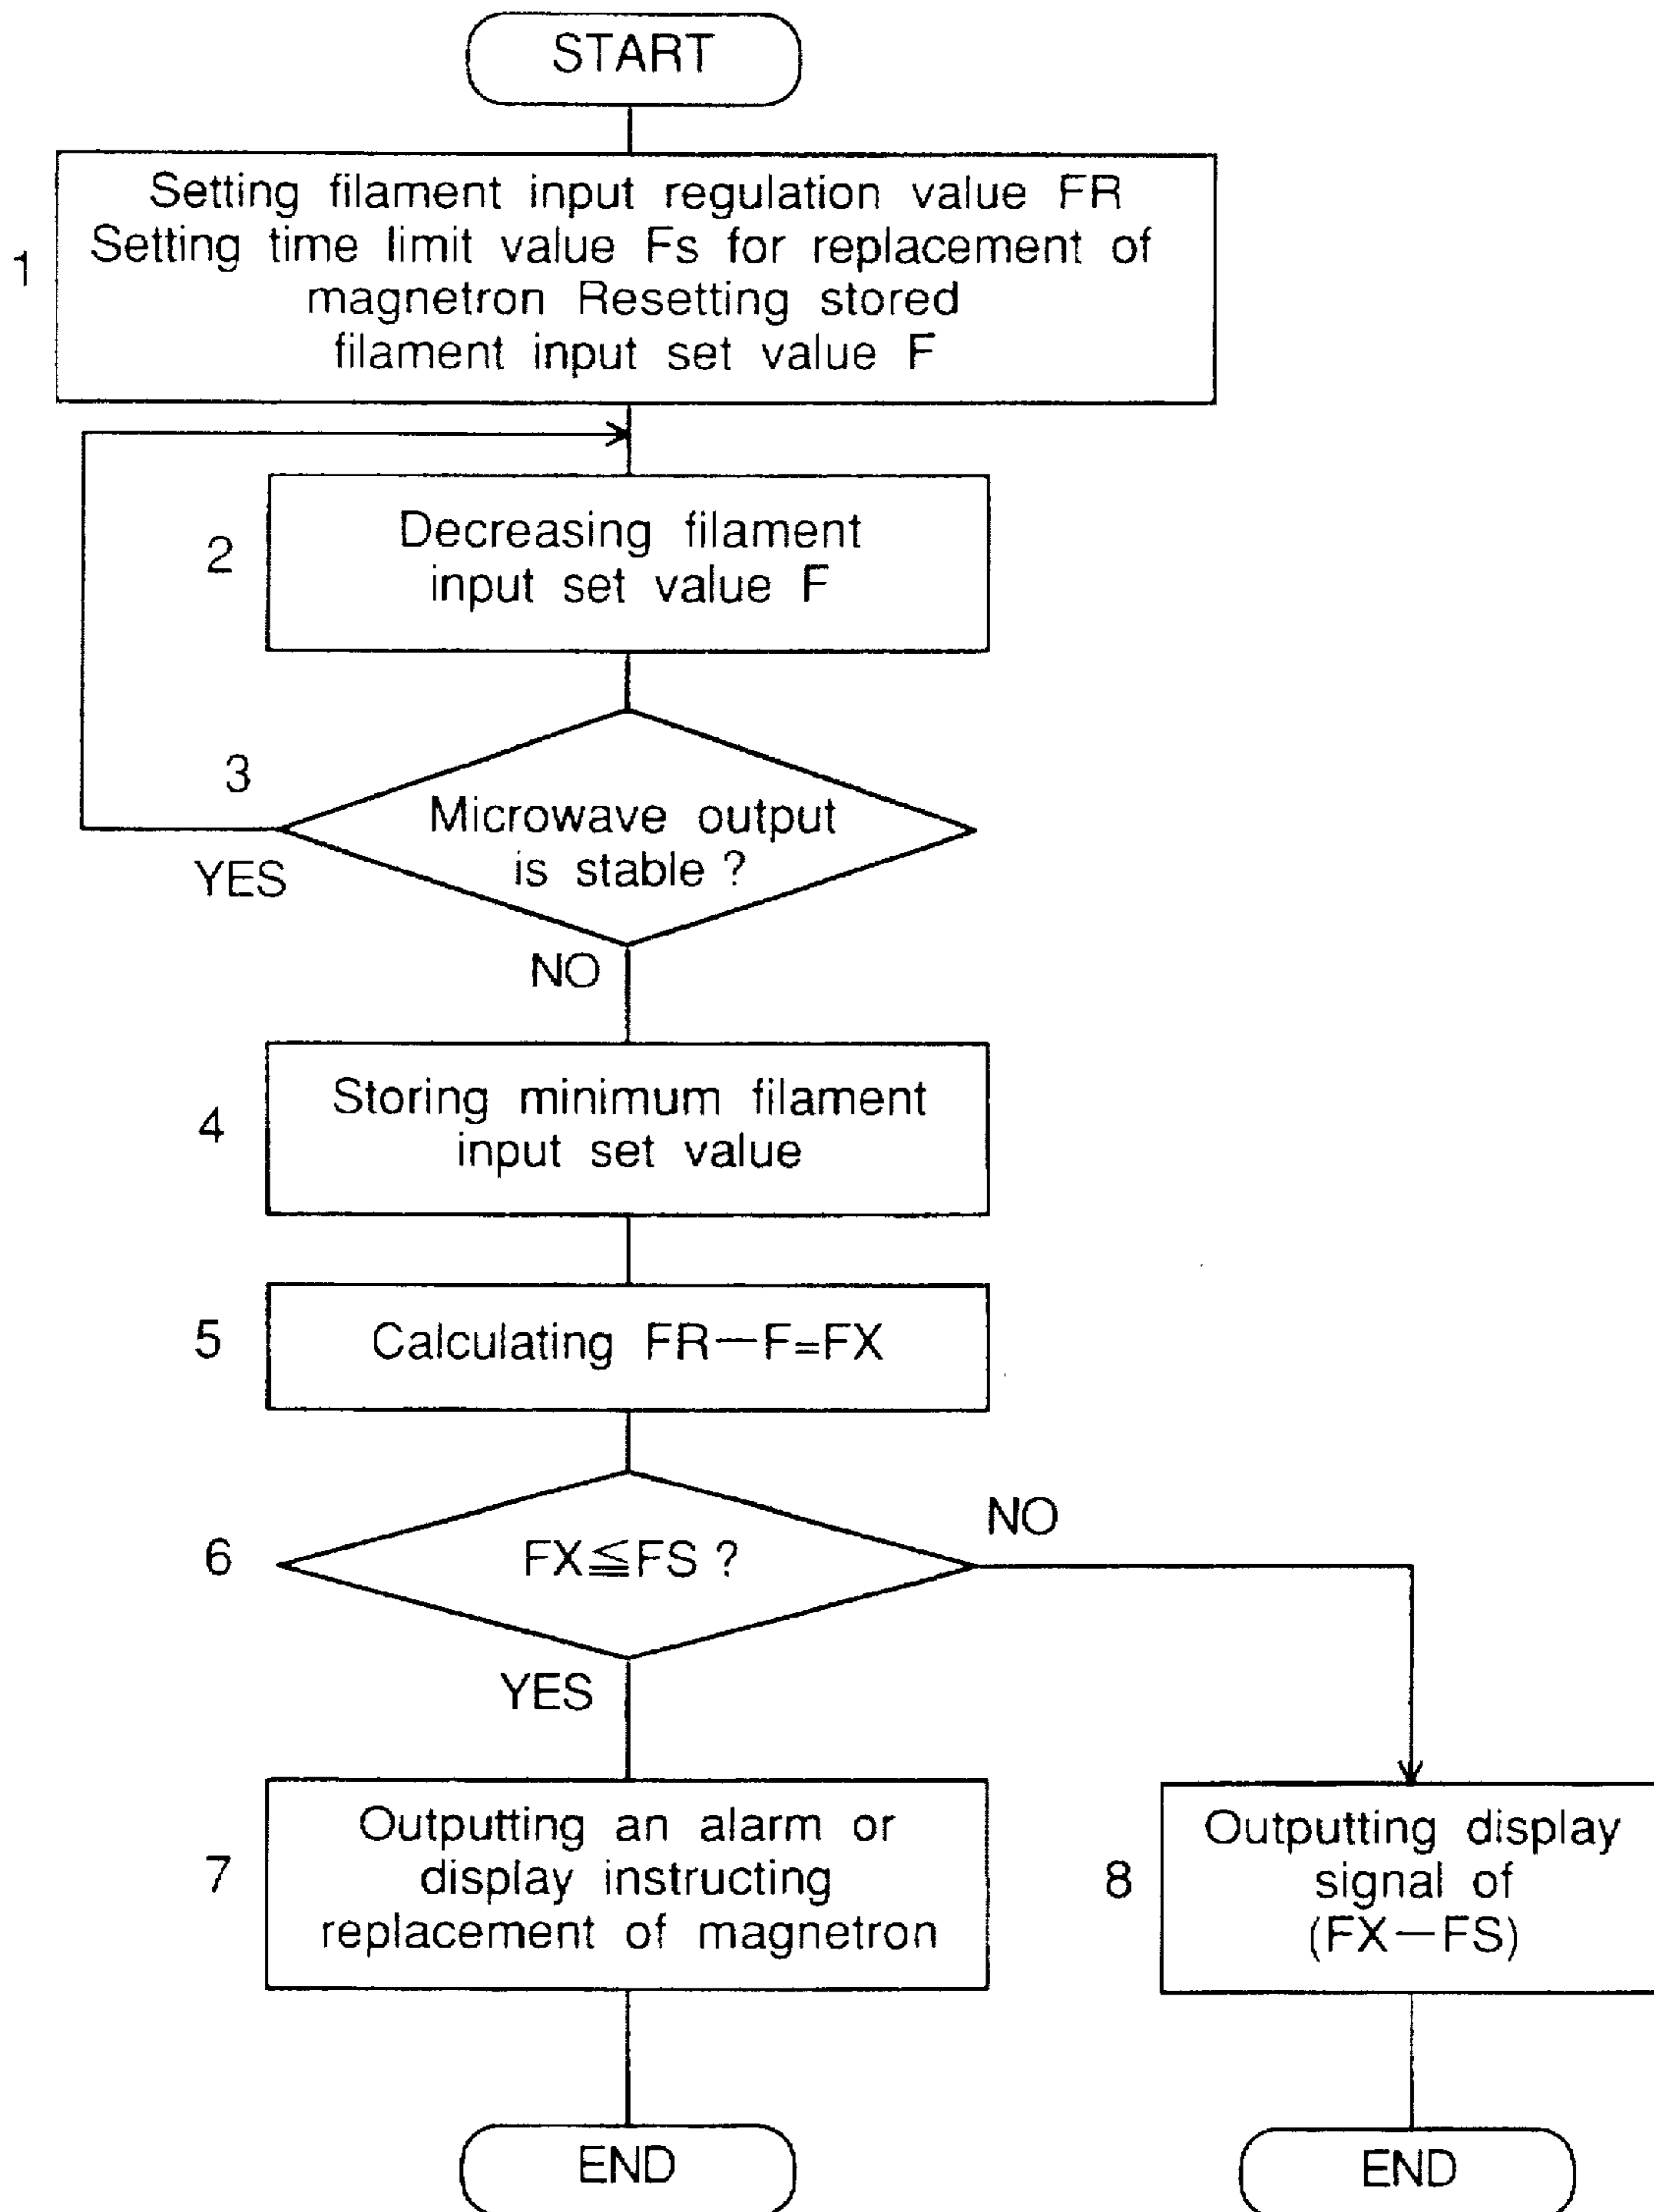 START
1
Setting filament input regulation value FR
Setting time limit value Fs for replacement of
magnetron Resetting stored
filament input set value F
2
Decreasing filament
input set value F
3
Microwave output
is stable ?
YES
NO
4
Storing minimum filament
input set value
5
Calculating FR—F=FX
6
FX≦FS ?
NO
YES
7
Outputting an alarm or
display instructing
replacement of magnetron
8
Outputting display
signal of
(FX—FS)
END
END